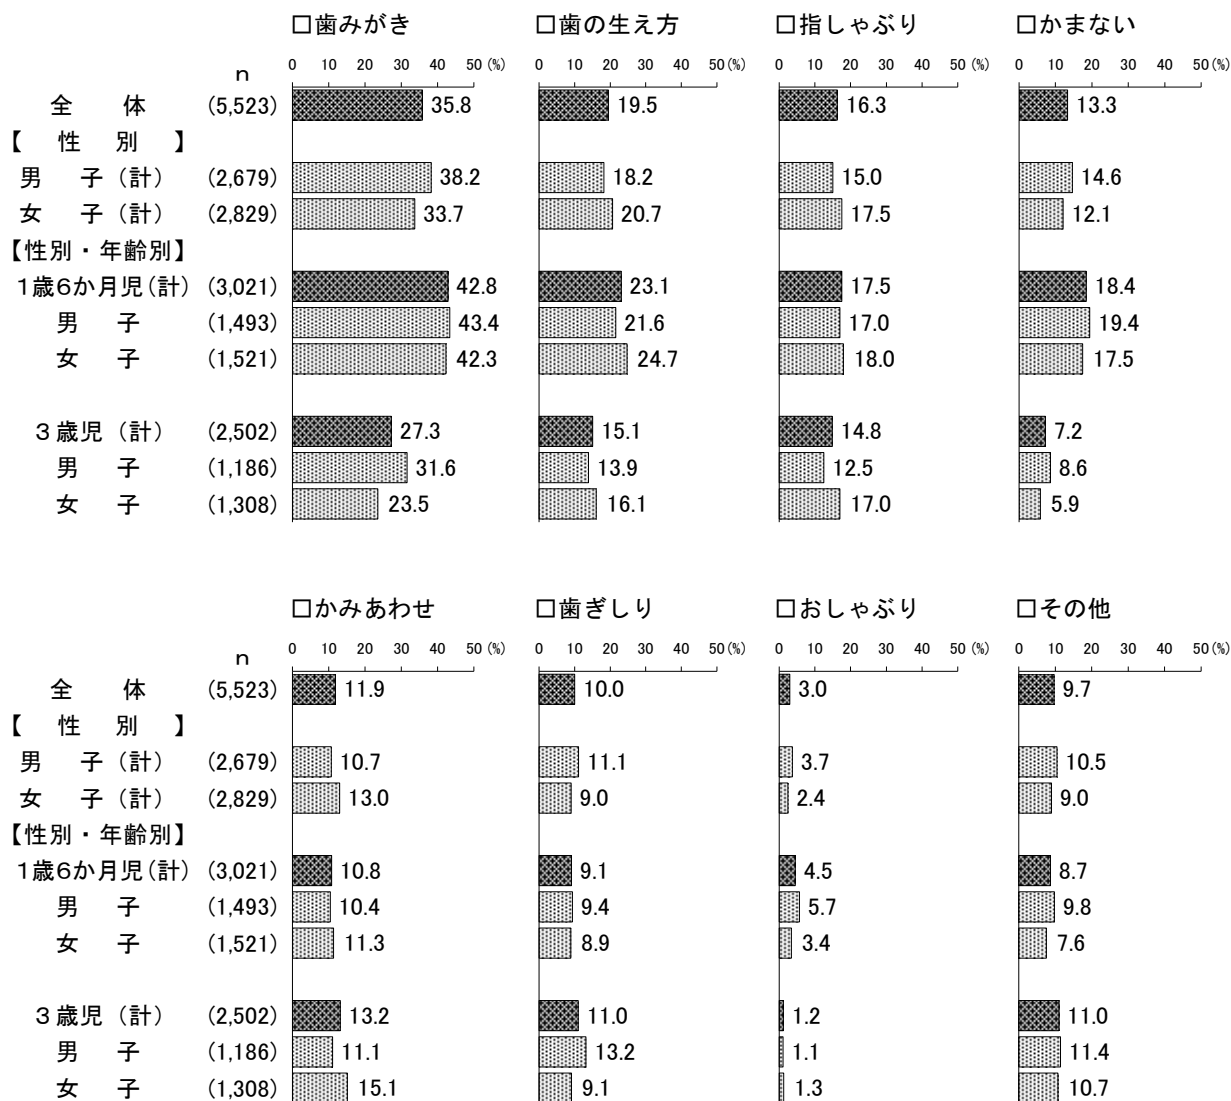 □歯みがき □歯の生え方 □指しゃぶり □かまない
n 0 10 20 30 50(%) 0 10 20 30 50(%) 0 10 20 30 50(%) 0 10 20 30 50(%)
全 体 (5,523) 35.8 19.5 16.3 13.3
【 性 別 】
男 子(計) (2,679) 38.2 18.2 15.0 14.6
女 子(計) (2,829) 33.7 20.7 17.5 12.1
【性別・年齢別】
1歳6か月児(計) (3,021) 42.8 23.1 17.5 18.4
男 子 (1,493) 43.4 21.6 17.0 19.4
女 子 (1,521) 42.3 24.7 18.0 17.5
3歳児(計) (2,502) 27.3 15.1 14.8 7.2
男 子 (1,186) 31.6 13.9 12.5 8.6
女 子 (1,308) 23.5 16.1 17.0 5.9
□かみあわせ □歯ぎしり □おしゃぶり □その他
n 0 10 20 30 50(%) 0 10 20 30 50(%) 0 10 20 30 50(%) 0 10 20 30 50(%)
全 体 (5,523) 11.9 10.0 3.0 9.7
【 性 別 】
男 子(計) (2,679) 10.7 11.1 3.7 10.5
女 子(計) (2,829) 13.0 9.0 2.4 9.0
【性別・年齢別】
1歳6か月児(計) (3,021) 10.8 9.1 4.5 8.7
男 子 (1,493) 10.4 9.4 5.7 9.8
女 子 (1,521) 11.3 8.9 3.4 7.6
3歳児(計) (2,502) 13.2 11.0 1.2 11.0
男 子 (1,186) 11.1 13.2 1.1 11.4
女 子 (1,308) 15.1 9.1 1.3 10.7